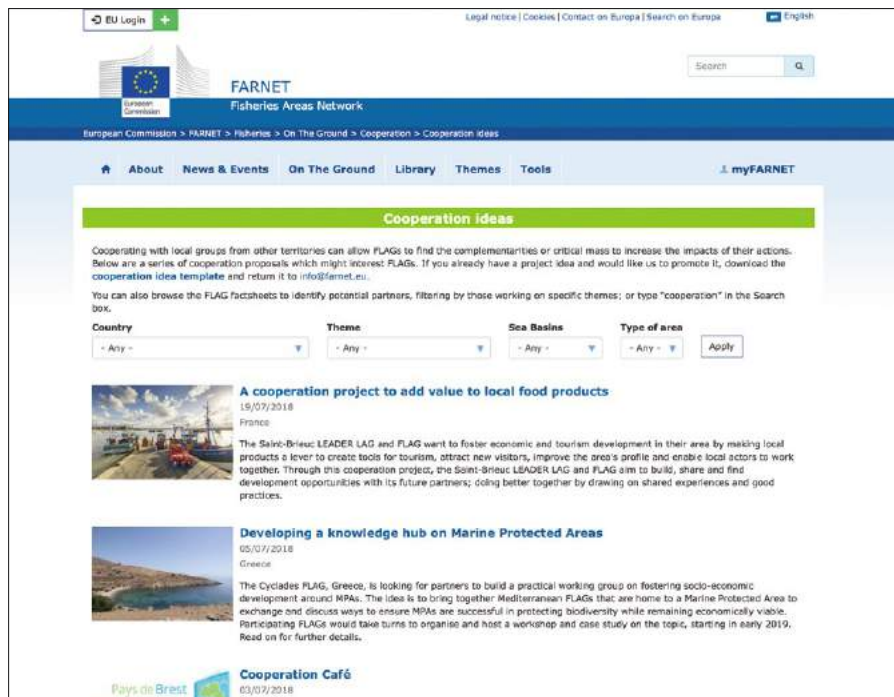 EU Login +
Legal notice | Cookies | Contact on Europa | Search on Europa
English
Search
European
Commission
FARNET
Fisheries Areas Network
European Commission > FARNET > Fisheries > On The Ground > Cooperation > Cooperation ideas
About News & Events On The Ground Library Themes Tools myFARNET
Cooperation ideas
Cooperating with local groups from other territories can allow FLAGs to find the complementarities or critical mass to increase the impacts of their actions.
Below are a series of cooperation proposals which might interest FLAGs. If you already have a project idea and would like us to promote it, download the
cooperation idea template and return it to info@farnet.eu.
You can also browse the FLAG factsheets to identify potential partners, filtering by those working on specific themes; or type "cooperation" in the Search
box.
Country Theme Sea Basins Type of area
- Any - - Any - - Any - - Any - Apply
A cooperation project to add value to local food products
19/07/2018
France
The Saint-Brieuc LEADER LAG and FLAG want to foster economic and tourism development in their area by making local
products a lever to create tools for tourism, attract new visitors, improve the area's profile and enable local actors to work
together. Through this cooperation project, the Saint-Brieuc LEADER LAG and FLAG aim to build, share and find
development opportunities with its future partners; doing better together by drawing on shared experiences and good
practices.
Developing a knowledge hub on Marine Protected Areas
05/07/2018
Greece
The Cyclades FLAG, Greece, is looking for partners to build a practical working group on fostering socio-economic
development around MPAs. The idea is to bring together Mediterranean FLAGs that are home to a Marine Protected Area to
exchange and discuss ways to ensure MPAs are successful in protecting biodiversity while remaining economically viable.
Participating FLAGs would take turns to organise and host a workshop and case study on the topic, starting in early 2019.
Read on for further details.
Cooperation Café
Pays de Brest
03/07/2018